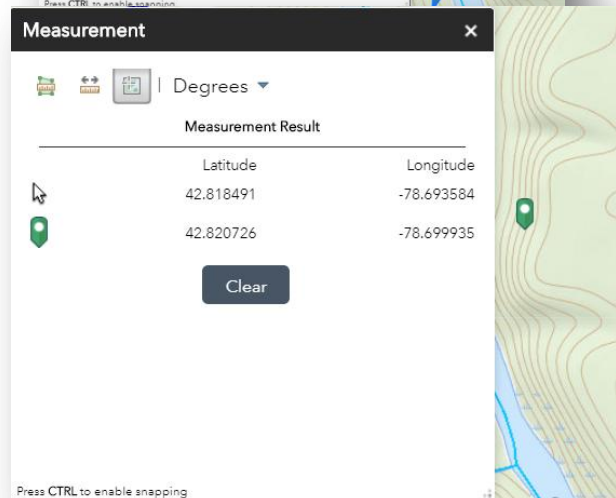 Press CTRL to enable snapping
Measurement ×
| Degrees
Measurement Result
Latitude Longitude
42.818491 -78.693584
42.820726 -78.699935
Clear
Press CTRL to enable snapping